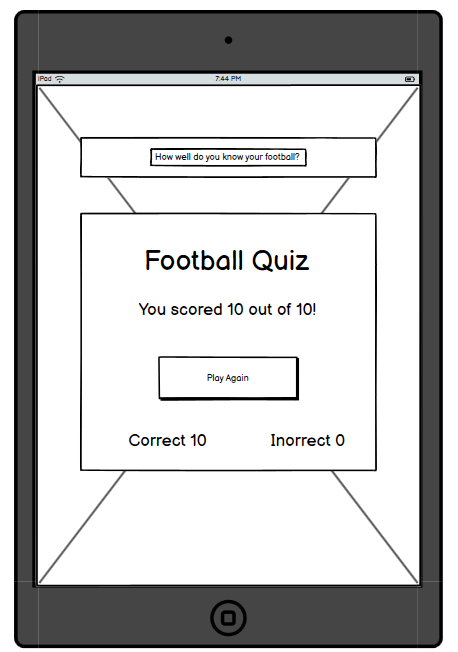 iPod 7:44 PM
How well do you know your football?
Football Quiz
You scored 10 out of 10!
Play Again
Correct 10 Inorrect 0